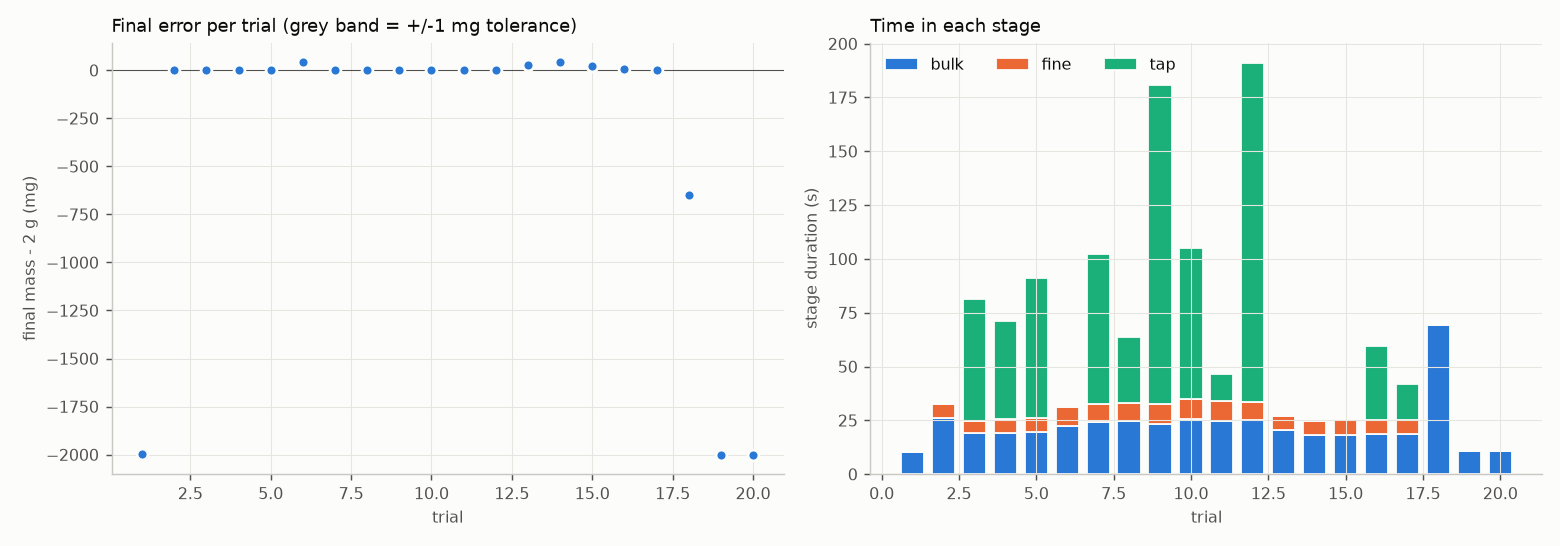 Final error per trial (grey band = +/-1 mg tolerance)
final mass - 2 g (mg)
0
−250
−500
−750
−1000
−1250
−1500
−1750
−2000
2.5 5.0 7.5 10.0 12.5 15.0 17.5 20.0
trial
Time in each stage
bulk fine tap
stage duration (s)
200
175
150
125
100
75
50
25
0
0.0 2.5 5.0 7.5 10.0 12.5 15.0 17.5 20.0
trial